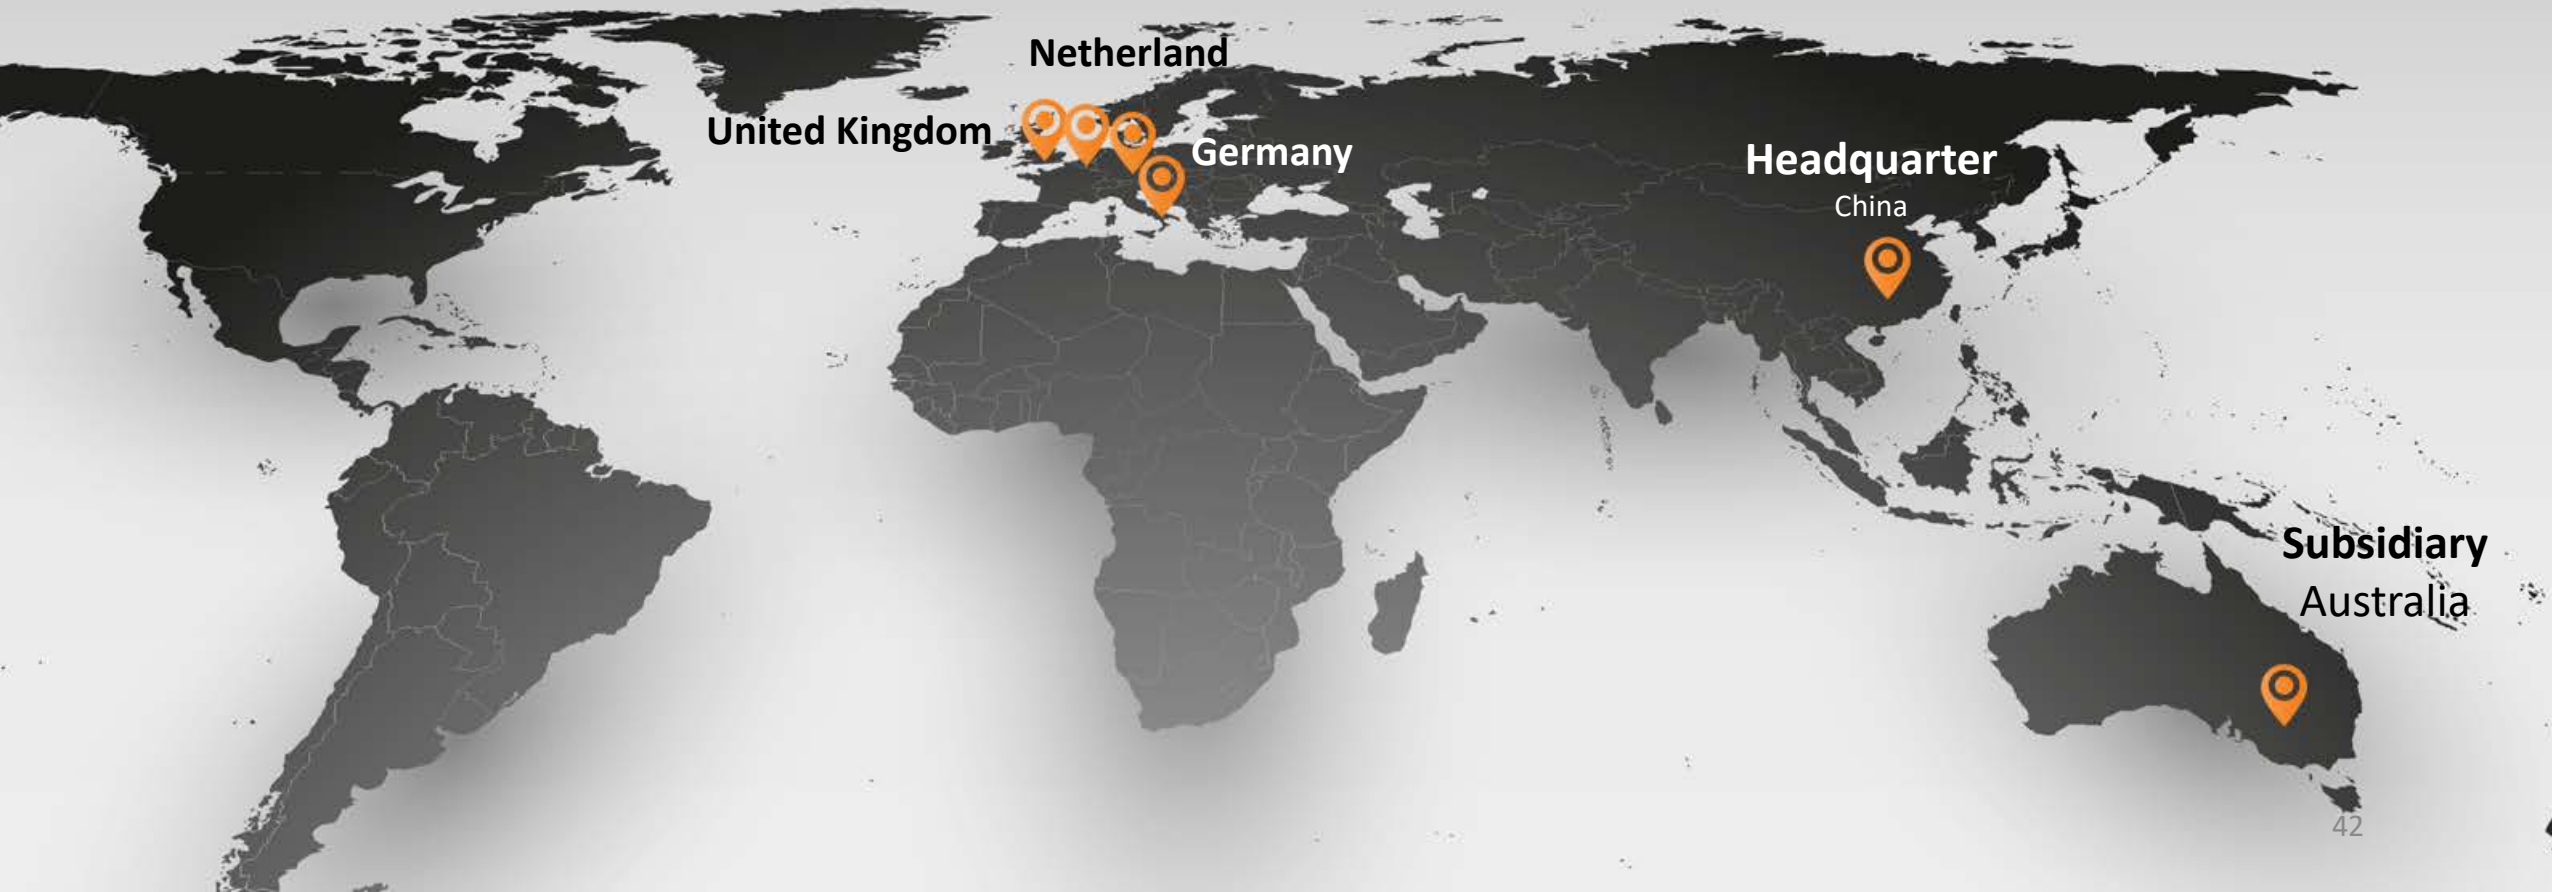 Netherland
United Kingdom
Germany
Headquarter
China
Subsidiary
Australia
42